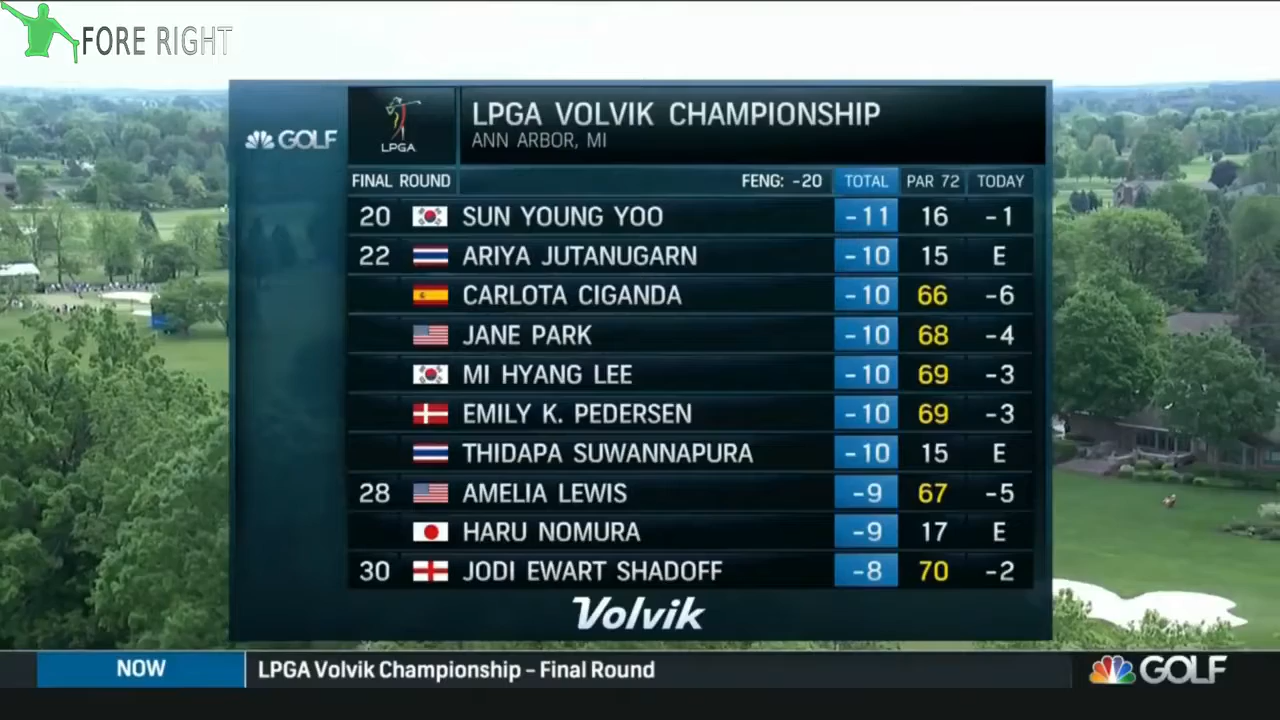 FORE RIGHT
GOLF
LPGA
LPGA VOLVIK CHAMPIONSHIP
ANN ARBOR, MI
FINAL ROUND FENG: -20 TOTAL PAR 72 TODAY
20 SUN YOUNG YOO -11 16 -1
22 ARIYA JUTANUGARN -10 15 E
CARLOTA CIGANDA -10 66 -6
JANE PARK -10 68 -4
MI HYANG LEE -10 69 -3
EMILY K. PEDERSEN -10 69 -3
THIDAPA SUWANNAPURA -10 15 E
28 AMELIA LEWIS -9 67 -5
HARU NOMURA -9 17 E
30 JODI EWART SHADOFF -8 70 -2
Volvik
NOW LPGA Volvik Championship - Final Round GOLF